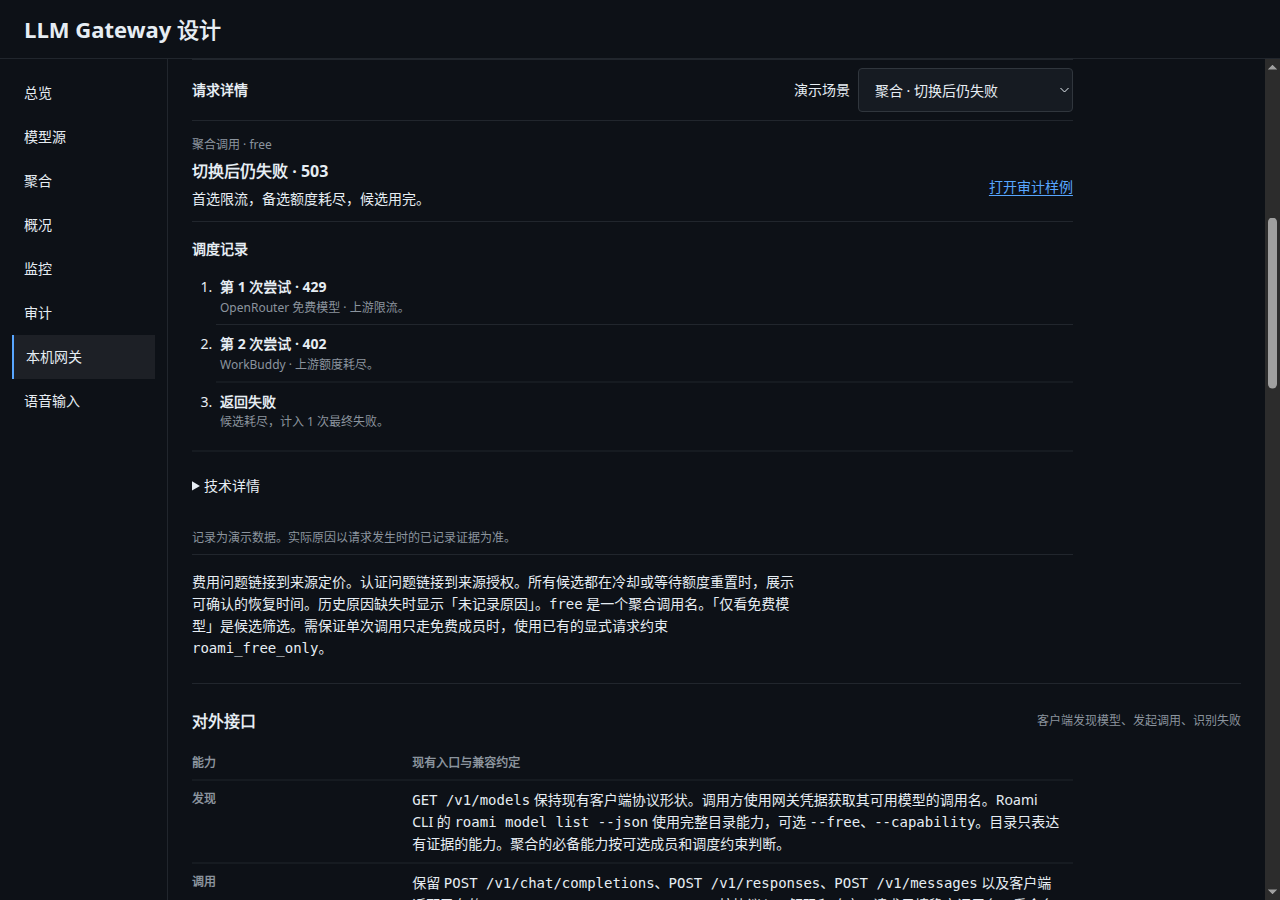 LLM Gateway 设计
总览
模型源
聚合
概况
监控
审计
本机网关
语音输入
请求详情
演示场景
聚合 · 切换后仍失败
聚合调用 · free
切换后仍失败 · 503
首选限流，备选额度耗尽，候选用完。
打开审计样例
调度记录
1. 第 1 次尝试 · 429
OpenRouter 免费模型 · 上游限流。
2. 第 2 次尝试 · 402
WorkBuddy · 上游额度耗尽。
3. 返回失败
候选耗尽，计入 1 次最终失败。
技术详情
记录为演示数据。实际原因以请求发生时的已记录证据为准。
费用问题链接到来源定价。认证问题链接到来源授权。所有候选都在冷却或等待额度重置时，展示
可确认的恢复时间。历史原因缺失时显示「未记录原因」。free 是一个聚合调用名。「仅看免费模
型」是候选筛选。需保证单次调用只走免费成员时，使用已有的显式请求约束
roami_free_only。
对外接口
客户端发现模型、发起调用、识别失败
能力
现有入口与兼容约定
发现
GET /v1/models 保持现有客户端协议形状。调用方使用网关凭据获取其可用模型的调用名。Roami
CLI 的 roami model list --json 使用完整目录能力，可选 --free、--capability。目录只表达
有证据的能力。聚合的必备能力按可选成员和调度约束判断。
调用
保留 POST /v1/chat/completions、POST /v1/responses、POST /v1/messages 以及客户端